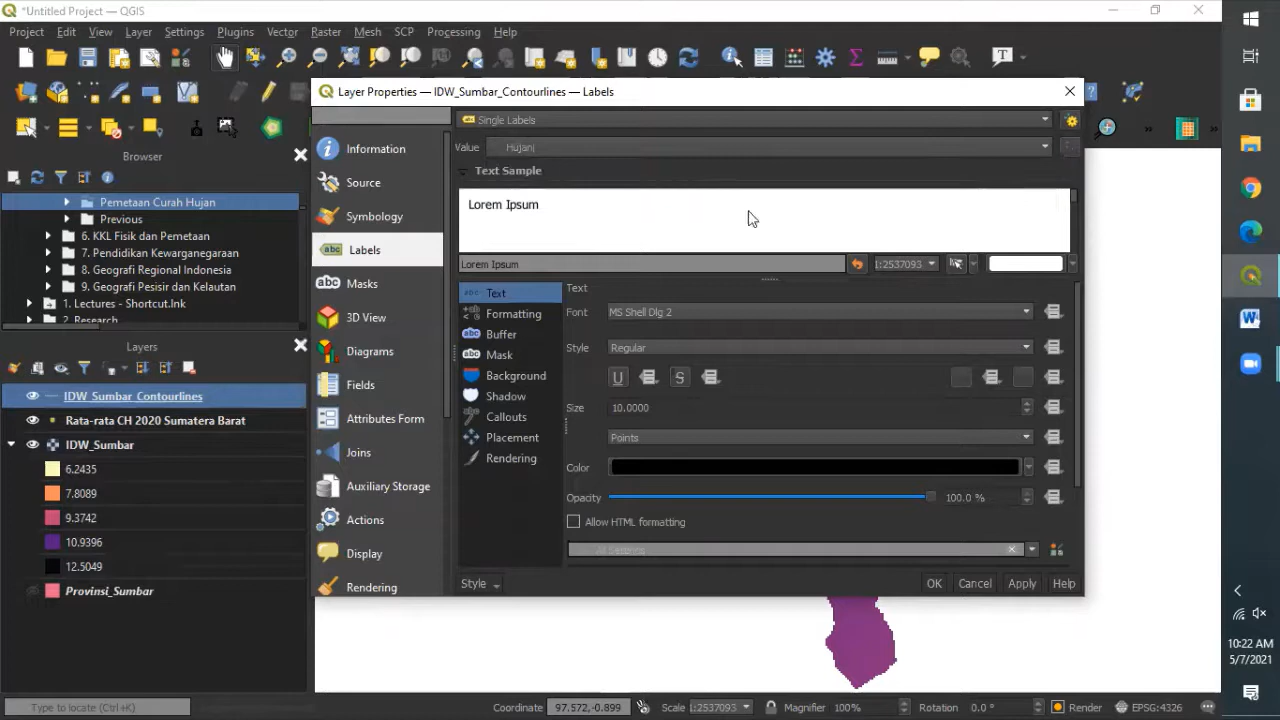 *Untitled Project — QGIS
Project Edit View Layer Settings Plugins Vector Raster Mesh SCP Processing Help
Layer Properties — IDW_Sumbar_Contourlines — Labels
Browser
Pemetaan Curah Hujan
Previous
6. KKL Fisik dan Pemetaan
7. Pendidikan Kewarganegaraan
8. Geografi Regional Indonesia
9. Geografi Pesisir dan Kelautan
1. Lectures - Shortcut.lnk
2. Research
Layers
IDW_Sumbar_Contourlines
Rata-rata CH 2020 Sumatera Barat
IDW_Sumbar
6.2435
7.8089
9.3742
10.9396
12.5049
Provinsi_Sumbar
Information
Source
Symbology
abc Labels
abc Masks
3D View
Diagrams
Fields
abc Attributes Form
Joins
Auxiliary Storage
Actions
Display
Rendering
Single Labels
Value Hujan
Text Sample
Lorem Ipsum
Lorem Ipsum 1:2537093
Text
Formatting
Buffer
Mask
Background
Shadow
Callouts
Placement
Rendering
Text
Font MS Shell Dlg 2
Style Regular
U S
Size 10.0000
Points
Color
Opacity 100.0 %
Allow HTML formatting
Style OK Cancel Apply Help
Type to locate (Ctrl+K) Coordinate 97.572,-0.899 Scale 1:2537093 Magnifier 100% Rotation 0.0 ° Render EPSG:4326
10:22 AM
5/7/2021